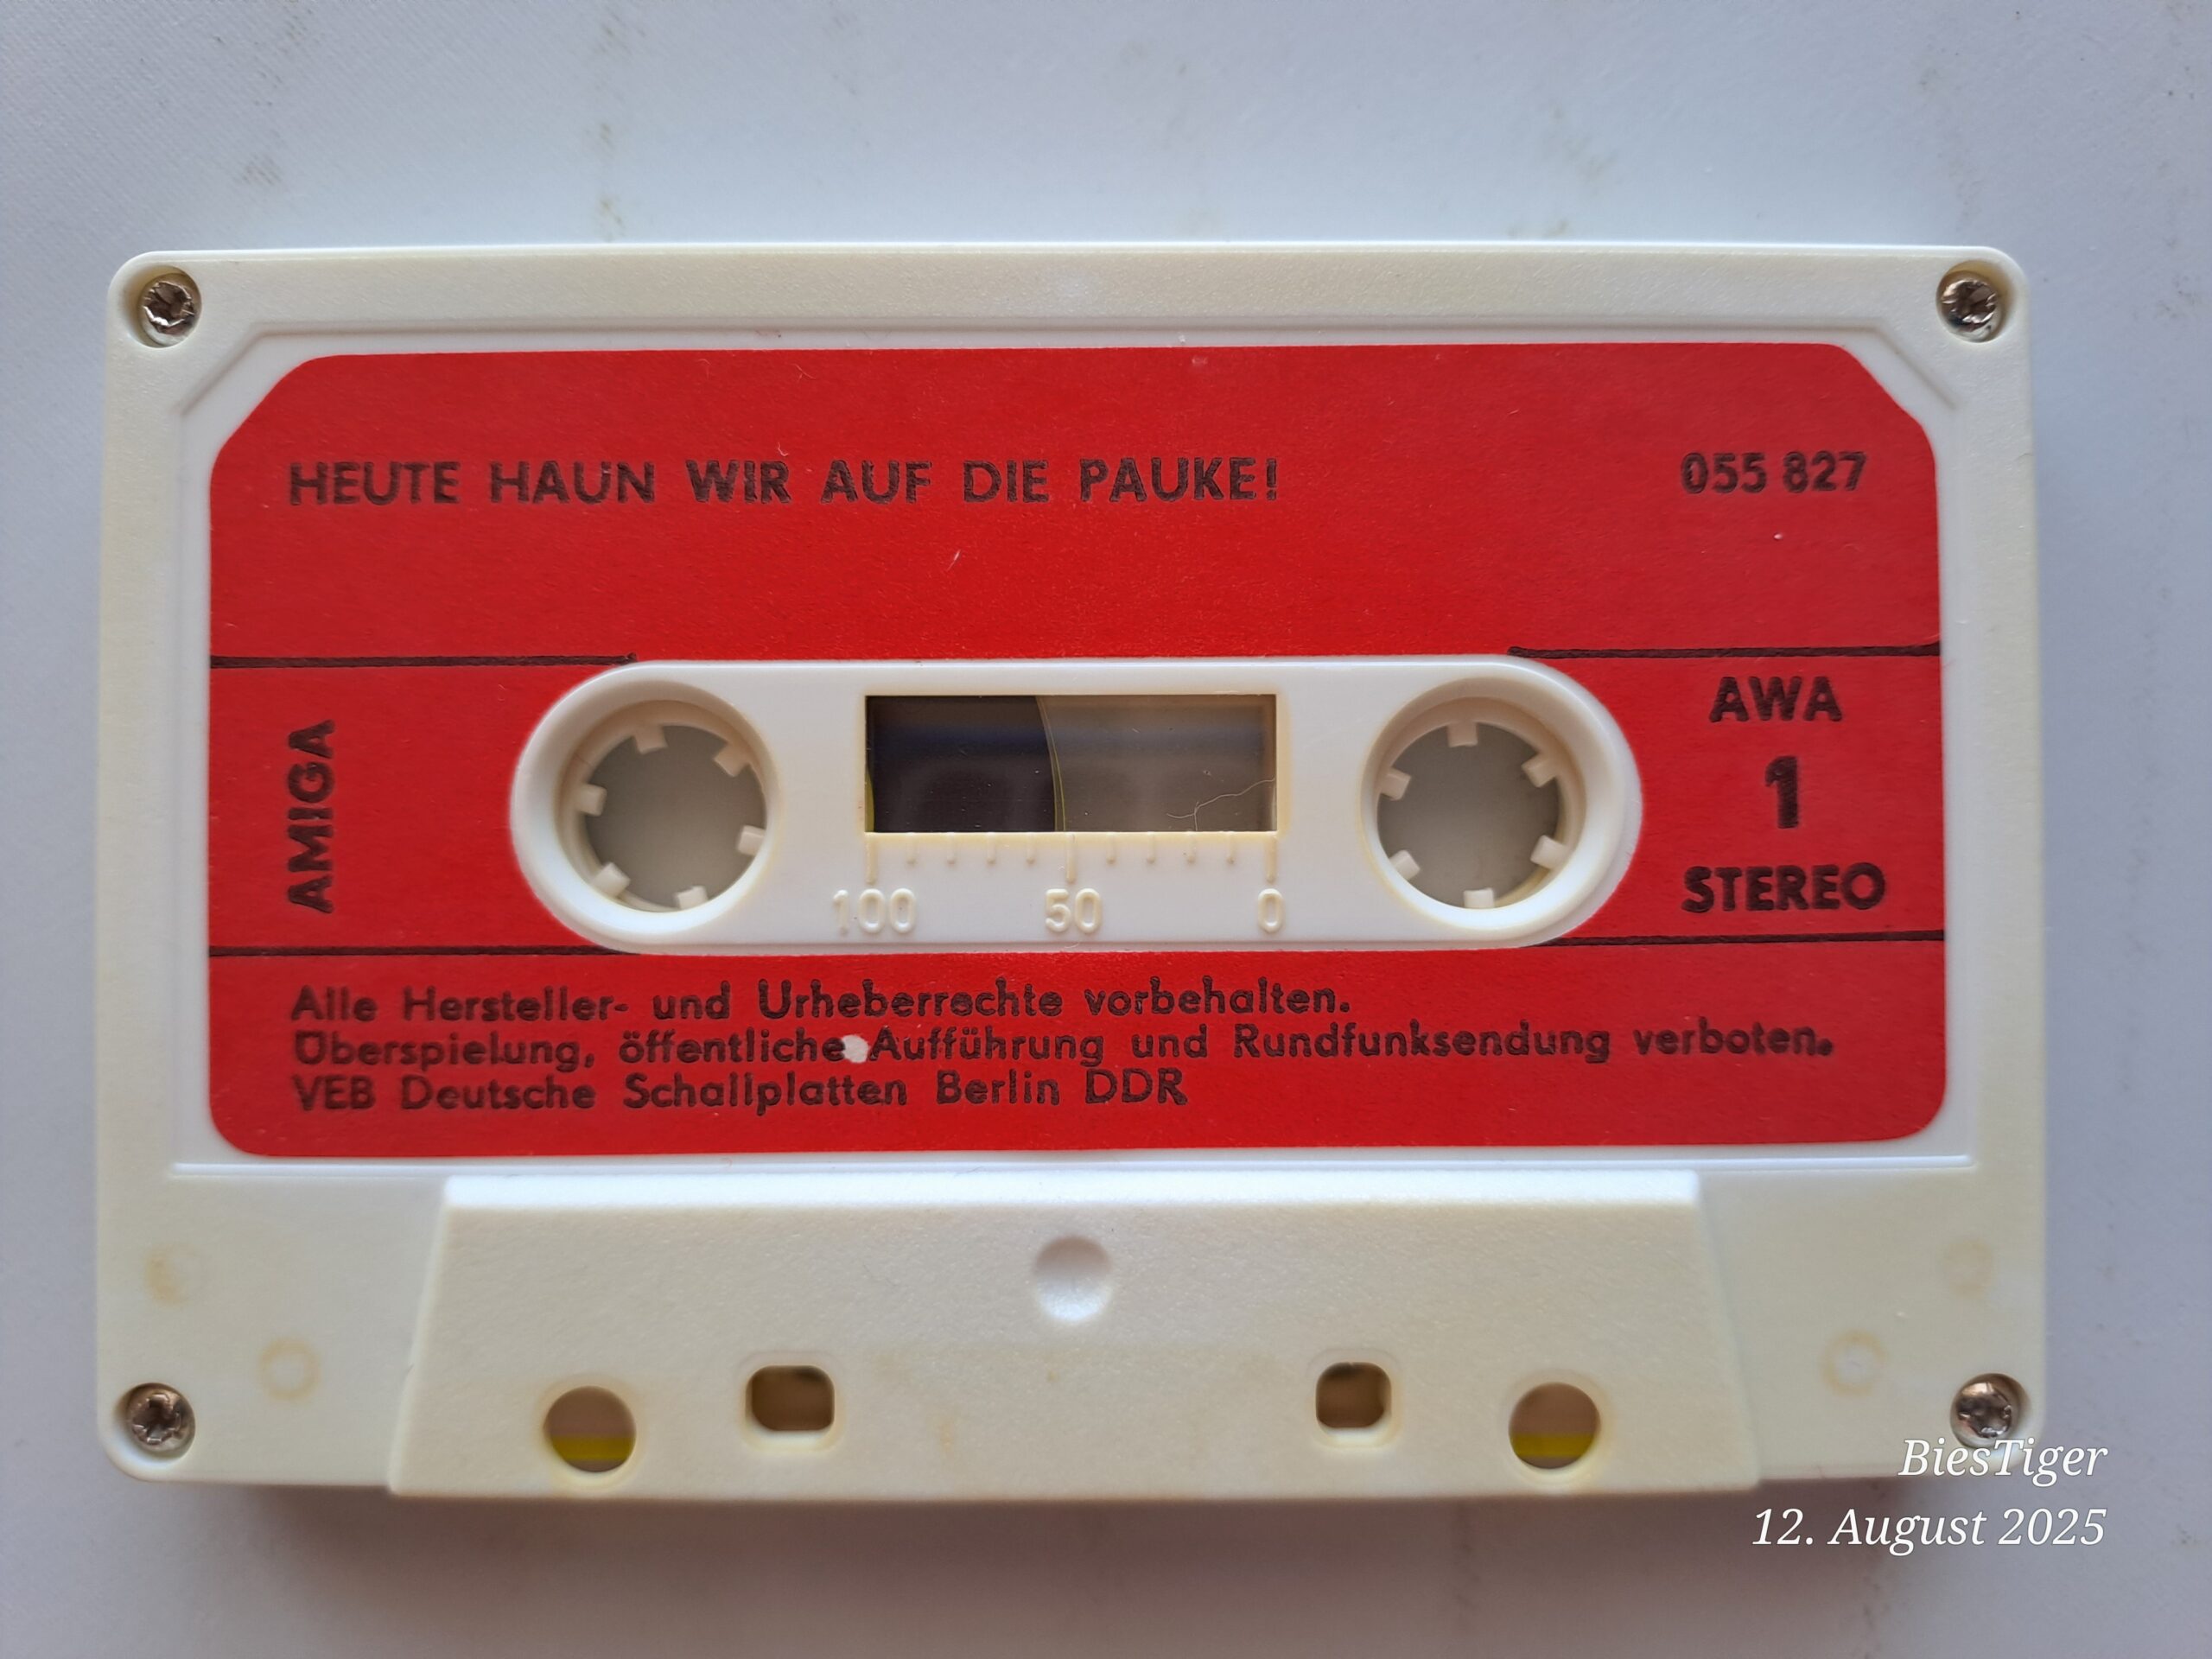 HEUTE HAUN WIR AUF DIE PAUKE!
055 827
AMIGA
AWA
1
STEREO
100 50 0
Alle Hersteller- und Urheberrechte vorbehalten.
Überspielung, öffentliche Aufführung und Rundfunksendung verboten.
VEB Deutsche Schallplatten Berlin DDR
BiesTiger
12. August 2025